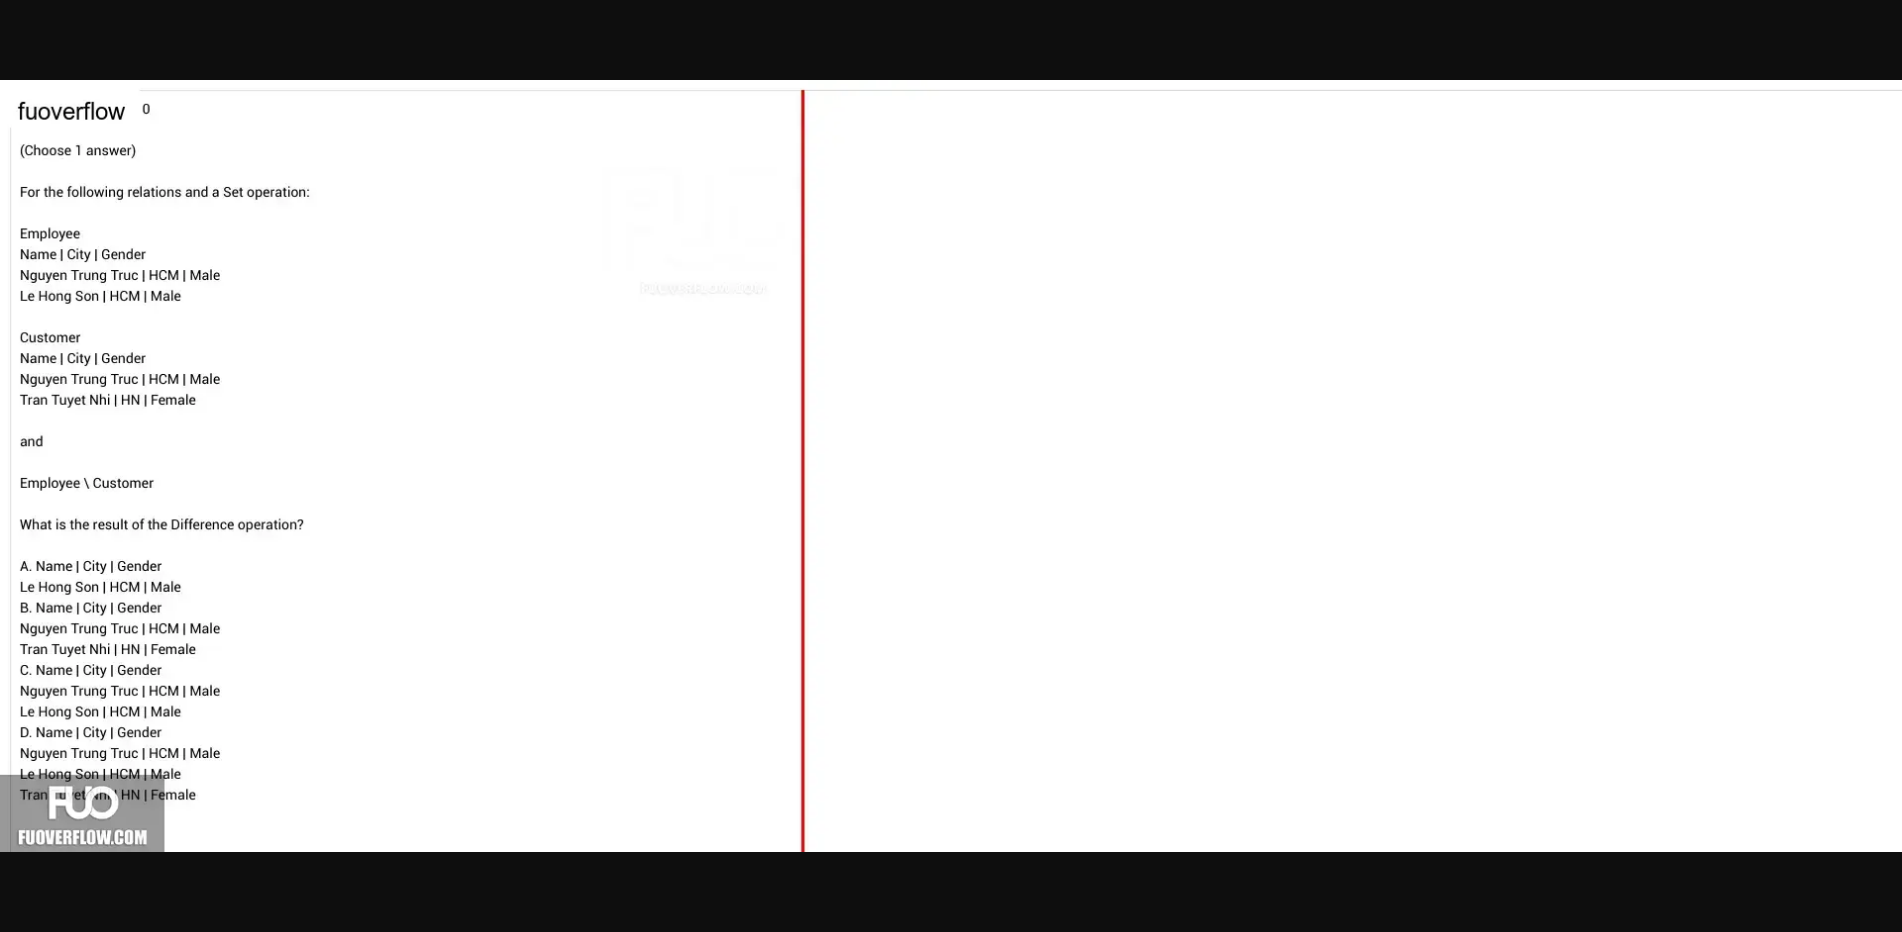 fuoverflow 0
(Choose 1 answer)
For the following relations and a Set operation:
Employee
Name | City | Gender
Nguyen Trung Truc | HCM | Male
Le Hong Son | HCM | Male
Customer
Name | City | Gender
Nguyen Trung Truc | HCM | Male
Tran Tuyet Nhi | HN | Female
and
Employee \ Customer
What is the result of the Difference operation?
A. Name | City | Gender
Le Hong Son | HCM | Male
B. Name | City | Gender
Nguyen Trung Truc | HCM | Male
Tran Tuyet Nhi | HN | Female
C. Name | City | Gender
Nguyen Trung Truc | HCM | Male
Le Hong Son | HCM | Male
D. Name | City | Gender
Nguyen Trung Truc | HCM | Male
Le Hong Son | HCM | Male
Tran Tuyet Nhi | HN | Female
FUO
FUOVERFLOW.COM
FUO
FUOVERFLOW.COM